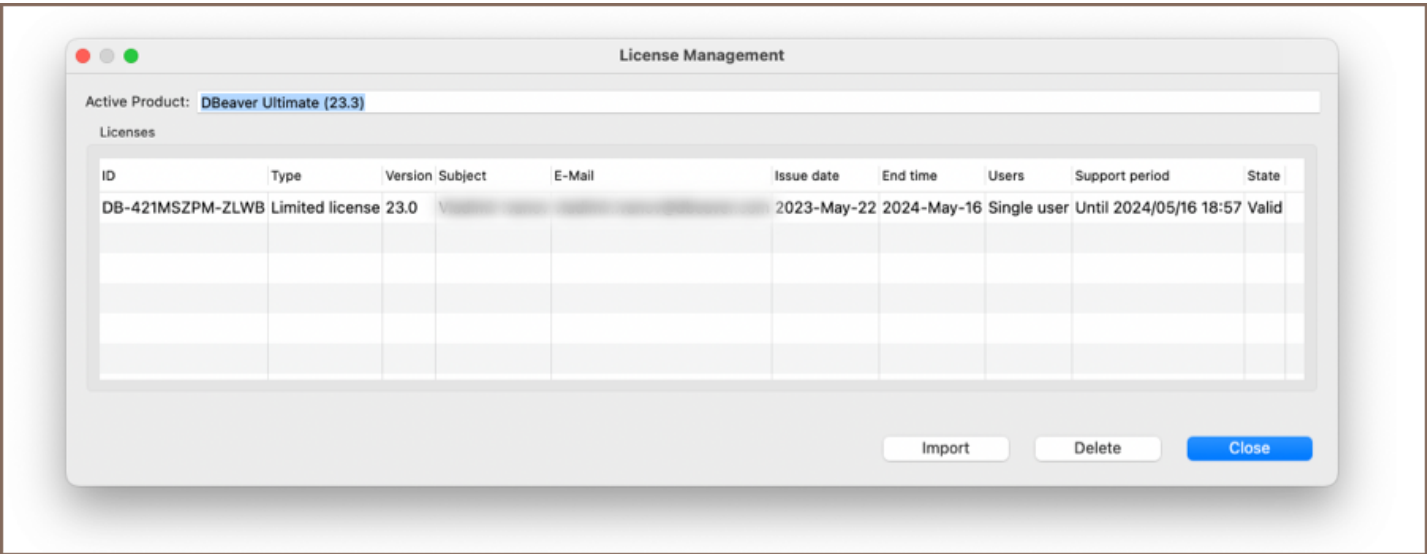 License Management
Active Product: DBeaver Ultimate (23.3)
Licenses
ID Type Version Subject E-Mail Issue date End time Users Support period State
DB-421MSZPM-ZLWB Limited license 23.0 2023-May-22 2024-May-16 Single user Until 2024/05/16 18:57 Valid
Import Delete Close